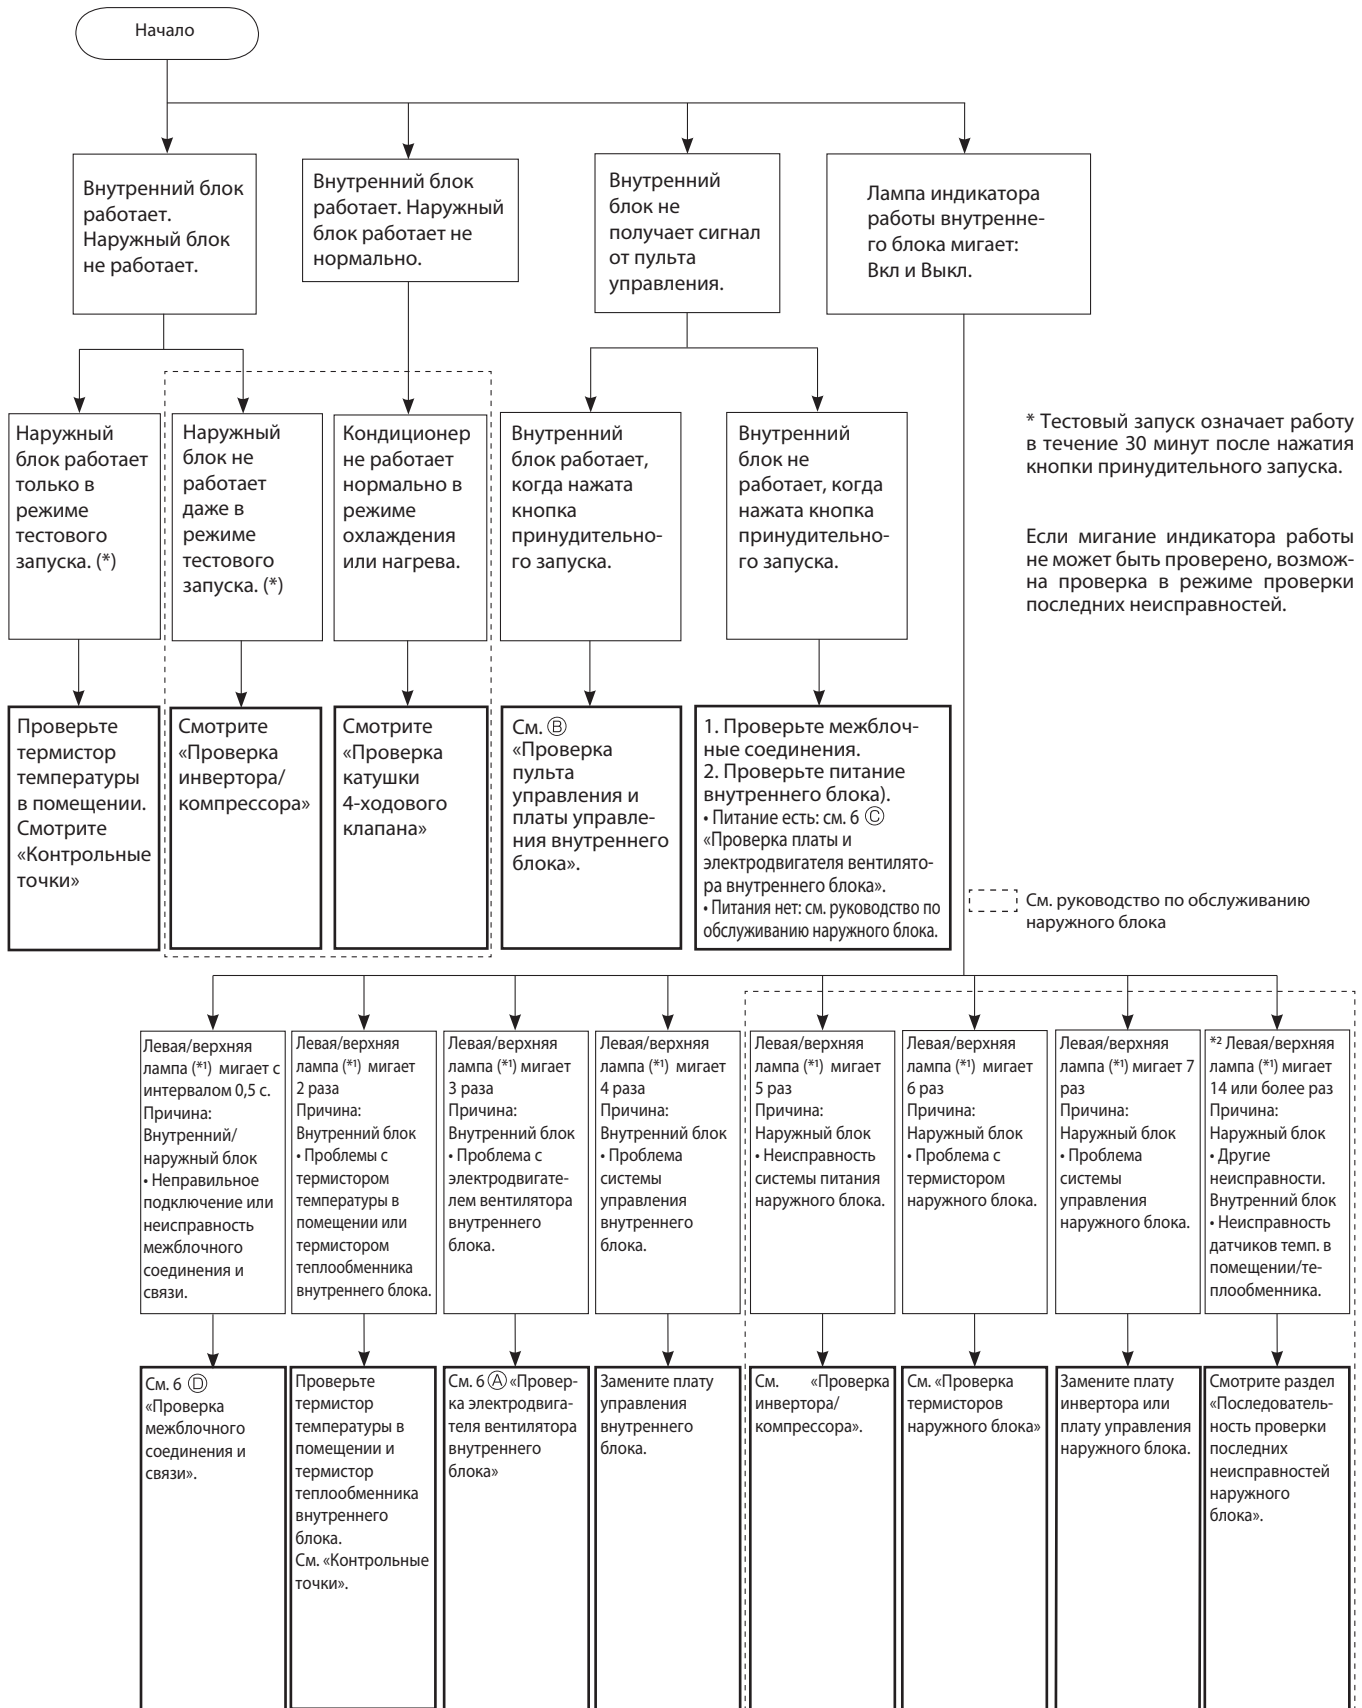 Начало
Внутренний блок
работает.
Наружный блок
не работает.
Внутренний блок
работает. Наружный
блок работает не
нормально.
Внутренний
блок не
получает сигнал
от пульта
управления.
Лампа индикатора
работы внутренне-
го блока мигает:
Вкл и Выкл.
Наружный
блок работает
только в
режиме
тестового
запуска. (*)
Наружный
блок не
работает
даже в
режиме
тестового
запуска. (*)
Кондиционер
не работает
нормально в
режиме
охлаждения
или нагрева.
Внутренний
блок работает,
когда нажата
кнопка
принудительно-
го запуска.
Внутренний
блок не
работает, когда
нажата кнопка
принудительно-
го запуска.
* Тестовый запуск означает работу
в течение 30 минут после нажатия
кнопки принудительного запуска.
Если мигание индикатора работы
не может быть проверено, возмож-
на проверка в режиме проверки
последних неисправностей.
Проверьте
термистор
температуры
в помещении.
Смотрите
«Контрольные
точки»
Смотрите
«Проверка
инвертора/
компрессора»
Смотрите
«Проверка
катушки
4-ходового
клапана»
См. Ⓑ
«Проверка
пульта
управления и
платы управле-
ния внутреннего
блока».
1. Проверьте межблоч-
ные соединения.
2. Проверьте питание
внутреннего блока).
• Питание есть: см. 6 Ⓒ
«Проверка платы и
электродвигателя вентилято-
ра внутреннего блока».
• Питания нет: см. руководство по
обслуживанию наружного блока.
См. руководство по обслуживанию
наружного блока
Левая/верхняя
лампа (*¹) мигает с
интервалом 0,5 с.
Причина:
Внутренний/
наружный блок
• Неправильное
подключение или
неисправность
межблочного
соединения и
связи.
Левая/верхняя
лампа (*¹) мигает
2 раза
Причина:
Внутренний блок
• Проблемы с
термистором
температуры в
помещении или
термистором
теплообменника
внутреннего блока.
Левая/верхняя
лампа (*¹) мигает
3 раза
Причина:
Внутренний блок
• Проблема с
электродвигате-
лем вентилятора
внутреннего
блока.
Левая/верхняя
лампа (*¹) мигает
4 раза
Причина:
Внутренний блок
• Проблема
системы
управления
внутреннего
блока.
Левая/верхняя
лампа (*¹) мигает
5 раз
Причина:
Наружный блок
• Неисправность
системы питания
наружного блока.
Левая/верхняя
лампа (*¹) мигает
6 раз
Причина:
Наружный блок
• Проблема с
термистором
наружного блока.
Левая/верхняя
лампа (*¹) мигает 7
раз
Причина:
Наружный блок
• Проблема
системы
управления
наружного блока.
*² Левая/верхняя
лампа (*¹) мигает
14 или более раз
Причина:
Наружный блок
• Другие
неисправности.
Внутренний блок
• Неисправность
датчиков темп. в
помещении/те-
плообменника.
См. 6 Ⓓ
«Проверка
межблочного
соединения и
связи».
Проверьте
термистор
температуры в
помещении и
термистор
теплообменника
внутреннего
блока.
См. «Контрольные
точки».
См. 6 Ⓐ «Провер-
ка электродвига-
теля вентилятора
внутреннего
блока»
Замените плату
управления
внутреннего
блока.
См. «Проверка
инвертора/
компрессора».
См. «Проверка
термисторов
наружного блока»
Замените плату
инвертора или
плату управления
наружного блока.
Смотрите раздел
«Последователь-
ность проверки
последних
неисправностей
наружного
блока».